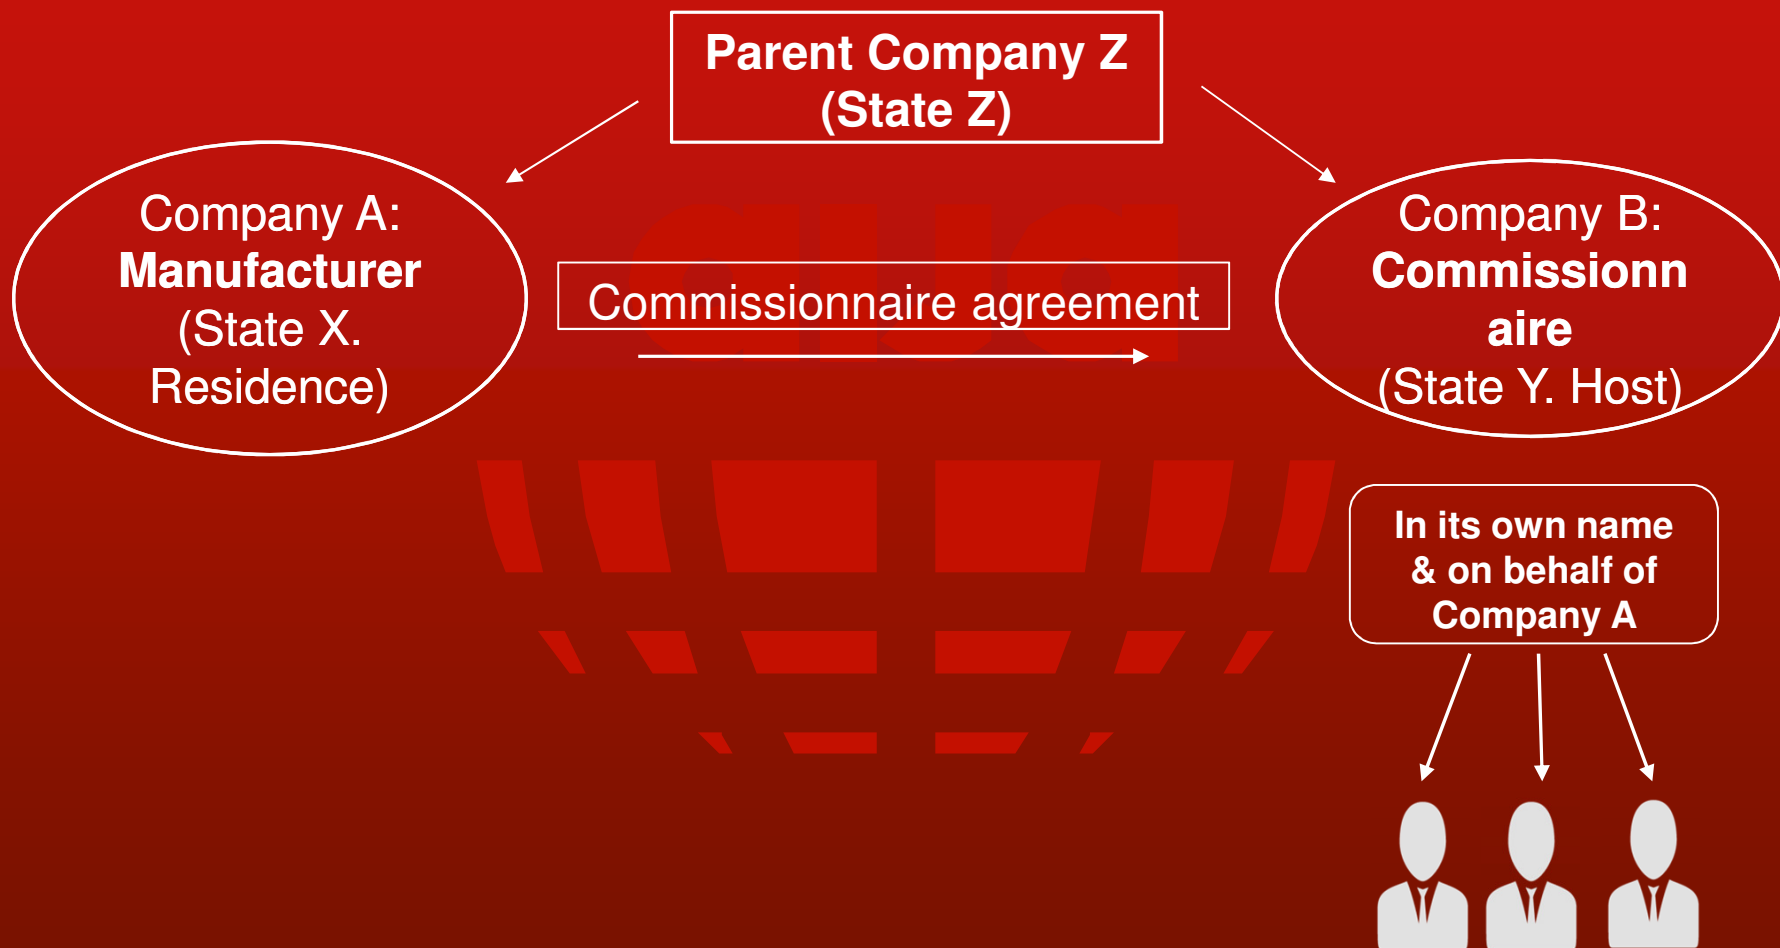 Parent Company Z
(State Z)
Company A:
Manufacturer
(State X.
Residence)
Commissionnaire agreement
Company B:
Commissionn
aire
(State Y. Host)
In its own name
& on behalf of
Company A
aua